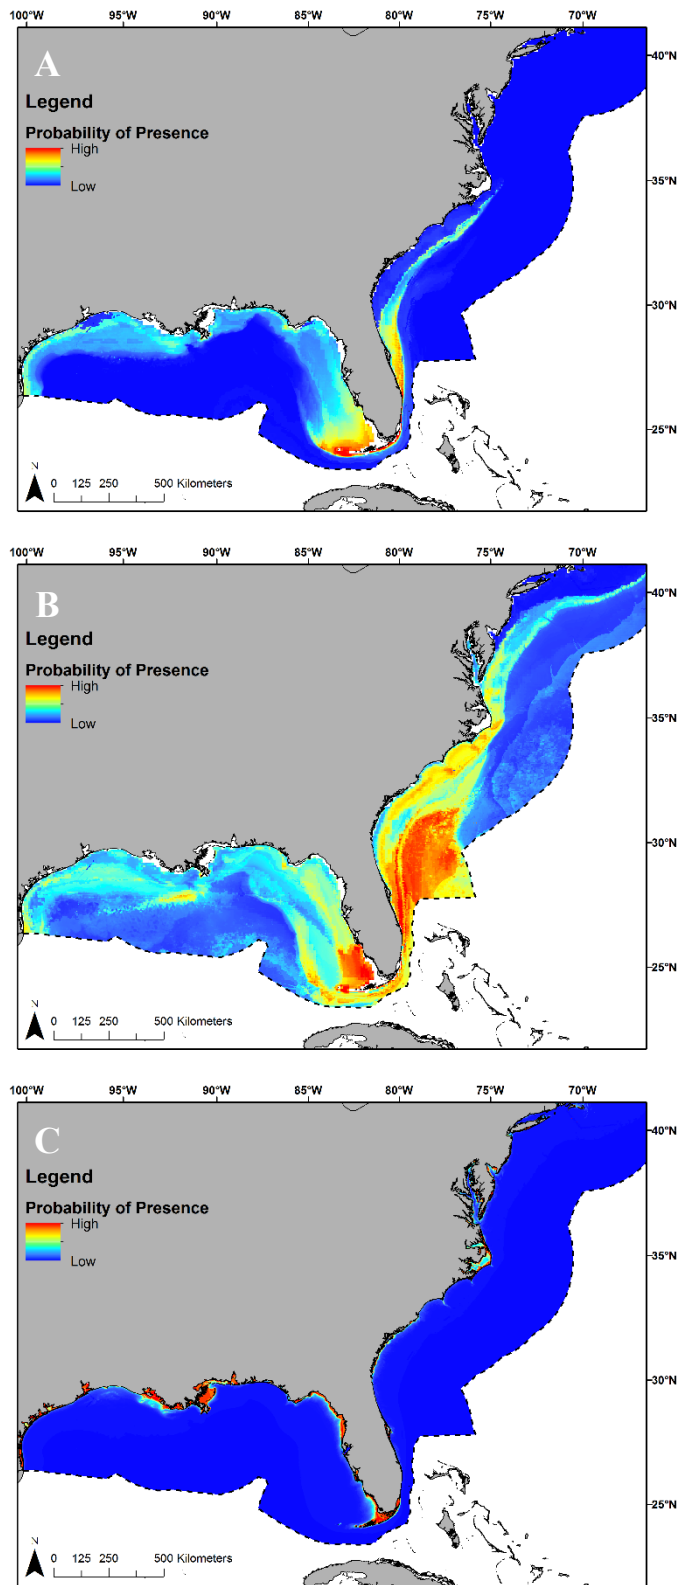 100°W 95°W 90°W 85°W 80°W 75°W 70°W
A
40°N
Legend
Probability of Presence
High
Low
35°N
30°N
25°N
N
0 125 250 500 Kilometers
100°W 95°W 90°W 85°W 80°W 75°W 70°W
B
40°N
Legend
Probability of Presence
High
Low
35°N
30°N
25°N
N
0 125 250 500 Kilometers
100°W 95°W 90°W 85°W 80°W 75°W 70°W
C
40°N
Legend
Probability of Presence
High
Low
35°N
30°N
25°N
N
0 125 250 500 Kilometers